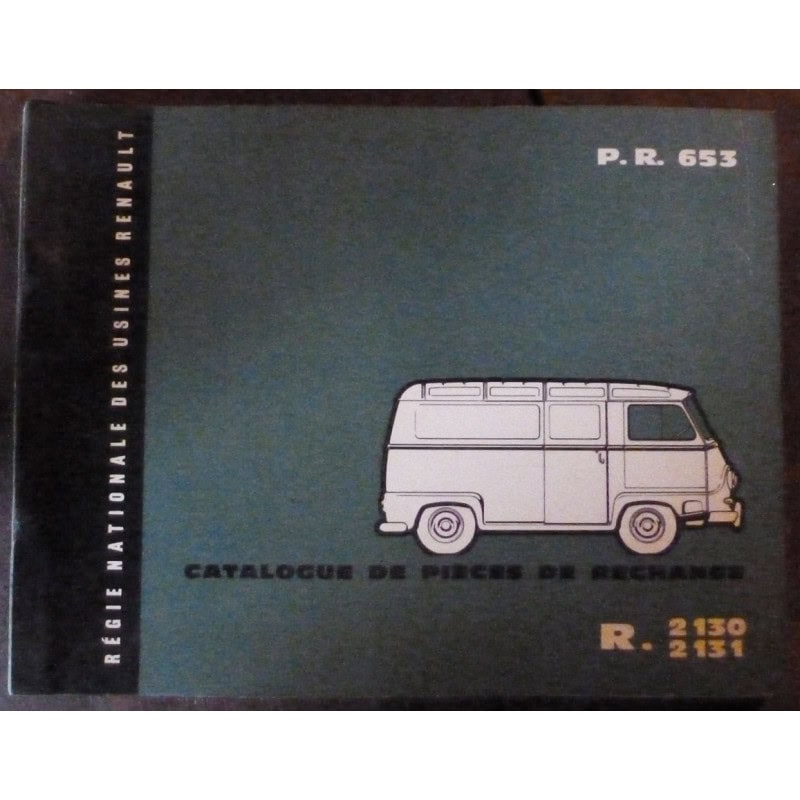 RÉGIE NATIONALE DES USINES RENAULT
P. R. 653
CATALOGUE DE PIÈCES DE RECHANGE
R. 2130
2131